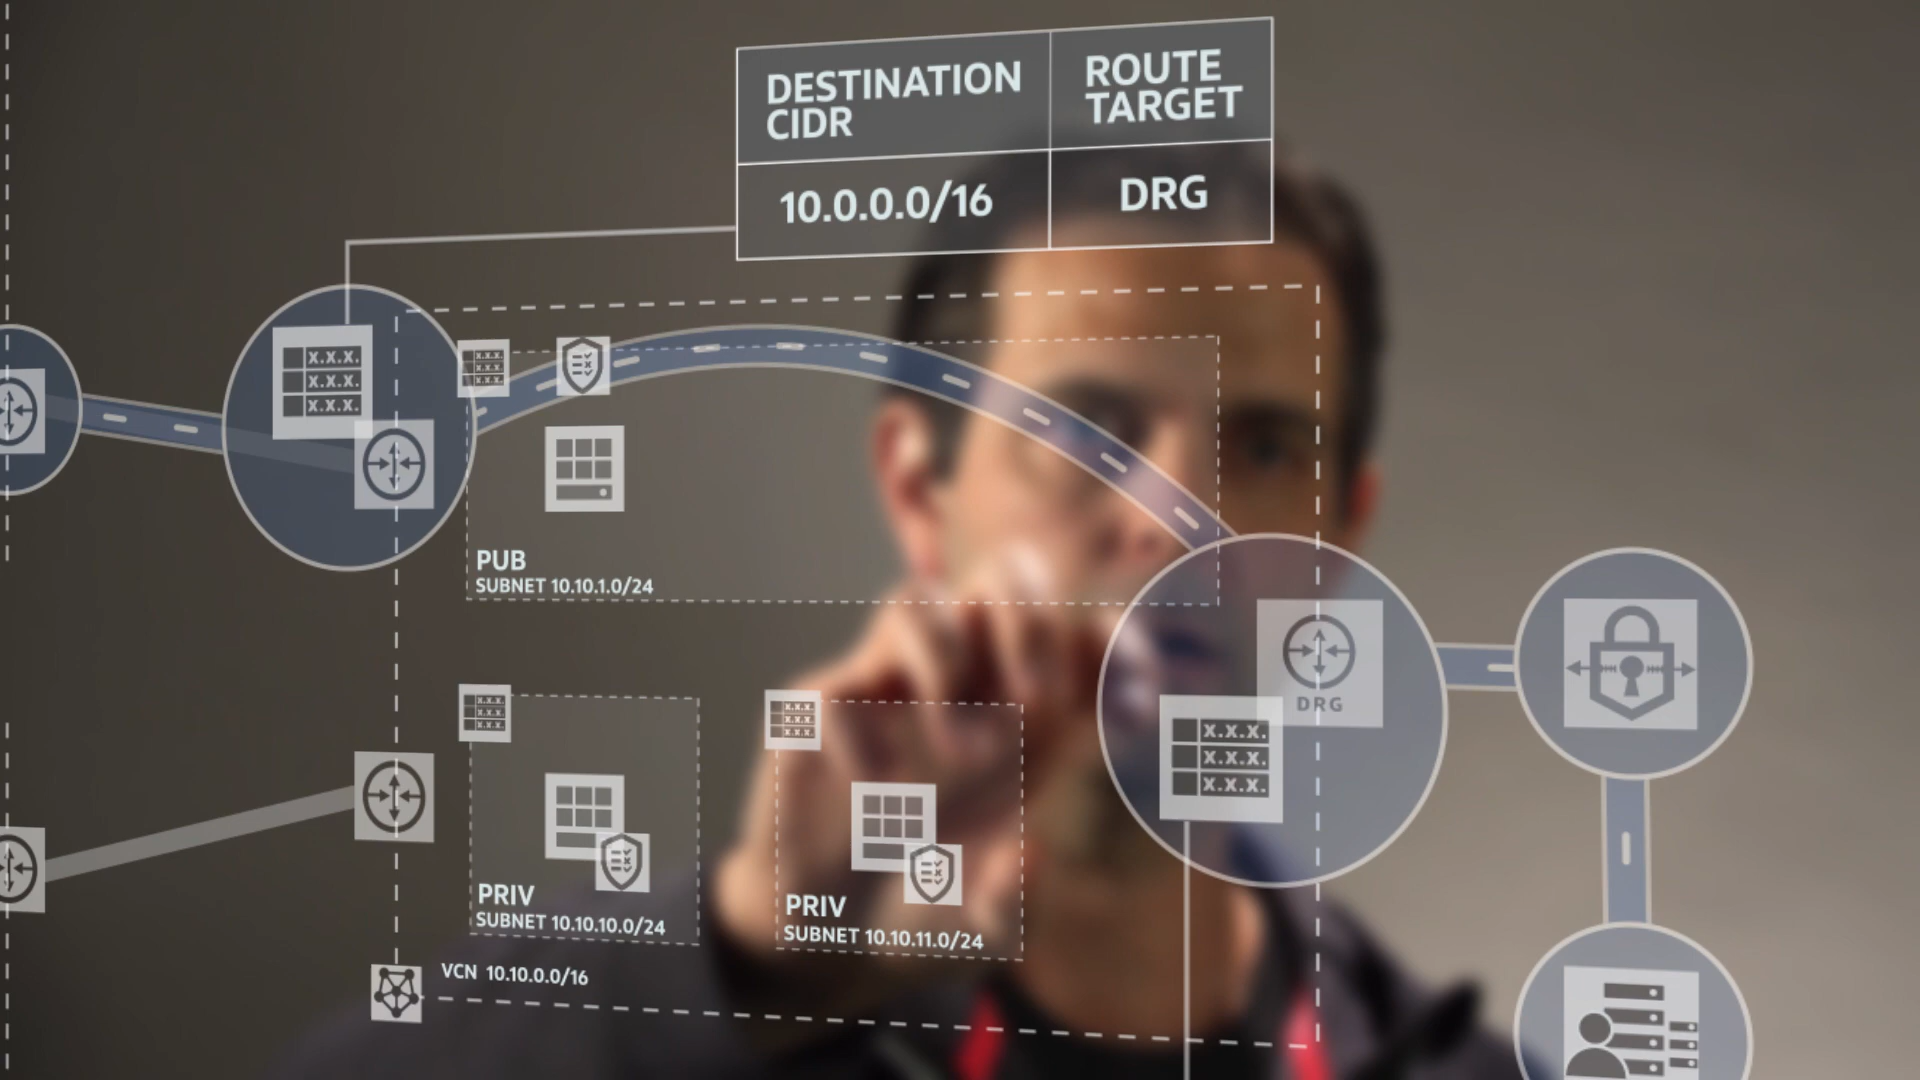 DESTINATION
CIDR
ROUTE
TARGET
10.0.0.0/16
DRG
X.X.X.
X.X.X.
X.X.X.
X.X.X.
X.X.X.
X.X.X.
PUB
SUBNET 10.10.1.0/24
DRG
X.X.X.
X.X.X.
X.X.X.
X.X.X.
X.X.X.
X.X.X.
X.X.X.
X.X.X.
X.X.X.
PRIV
SUBNET 10.10.10.0/24
PRIV
SUBNET 10.10.11.0/24
VCN 10.10.0.0/16